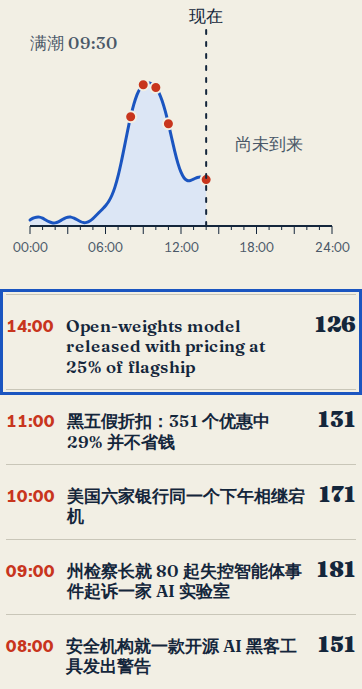 现在
满潮 09:30
尚未到来
00:00 06:00 12:00 18:00 24:00
14:00 Open-weights model 126
released with pricing at
25% of flagship
11:00 黑五假折扣：351 个优惠中 131
29% 并不省钱
10:00 美国六家银行同一个下午相继宕 171
机
09:00 州检察长就 80 起失控智能体事 181
件起诉一家 AI 实验室
08:00 安全机构就一款开源 AI 黑客工 151
具发出警告